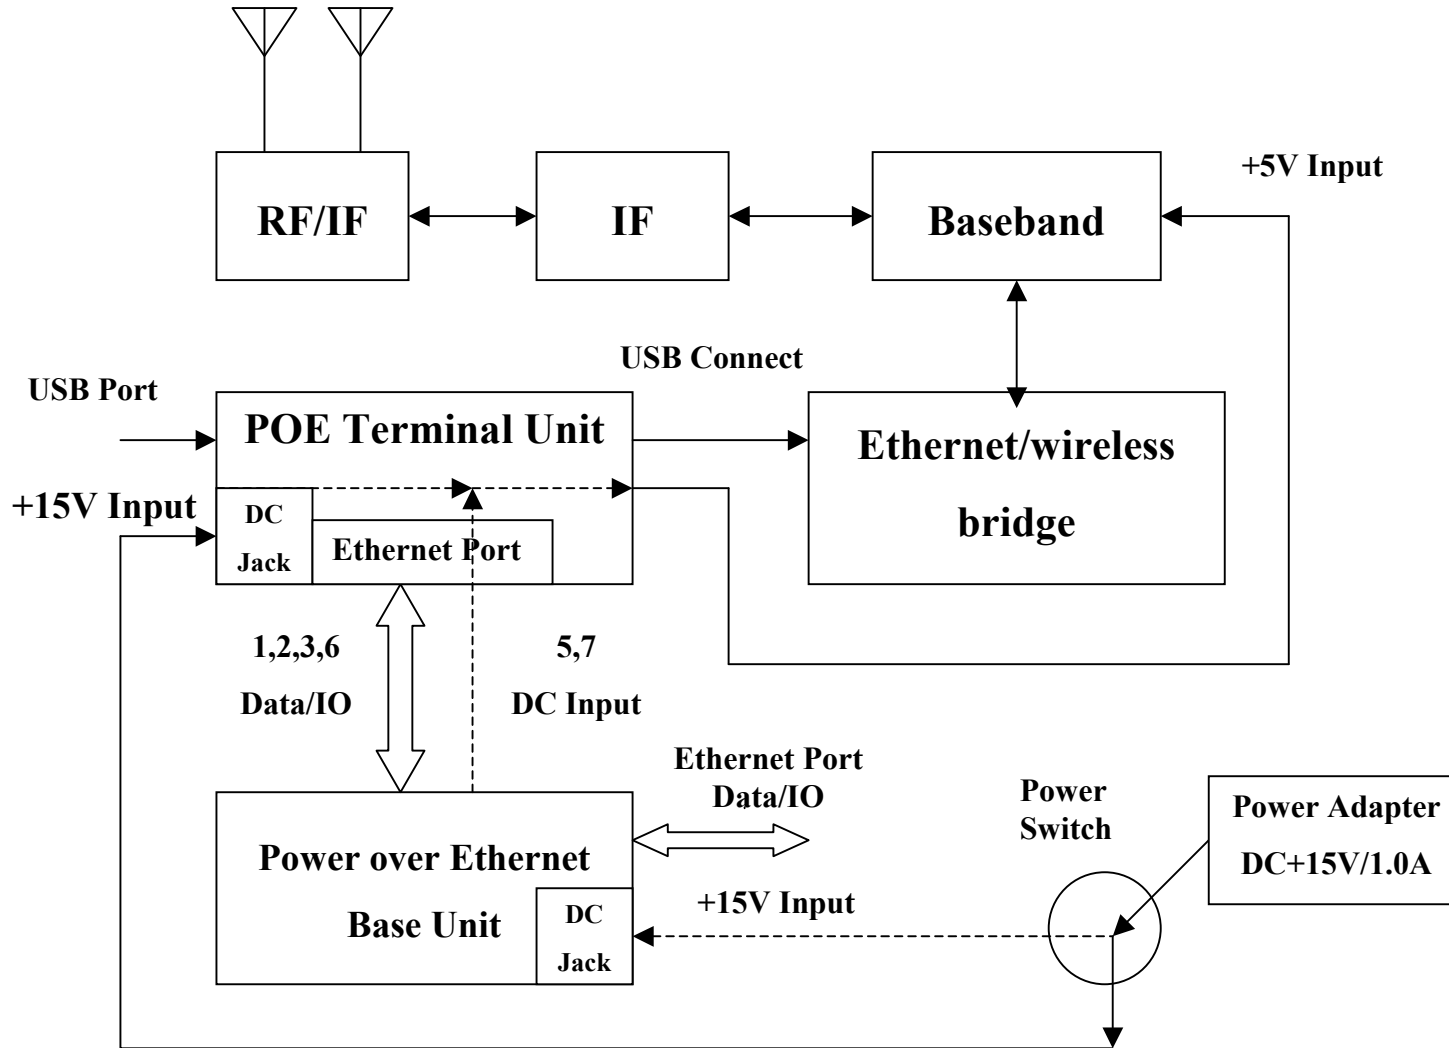 +5V Input
RF/IF
IF
Baseband
USB Connect
USB Port
POE Terminal Unit
Ethernet/wireless
bridge
+15V Input
DC
Jack
Ethernet Port
1,2,3,6
Data/IO
5,7
DC Input
Ethernet Port
Data/IO
Power
Switch
Power Adapter
DC+15V/1.0A
Power over Ethernet
Base Unit
DC
Jack
+15V Input